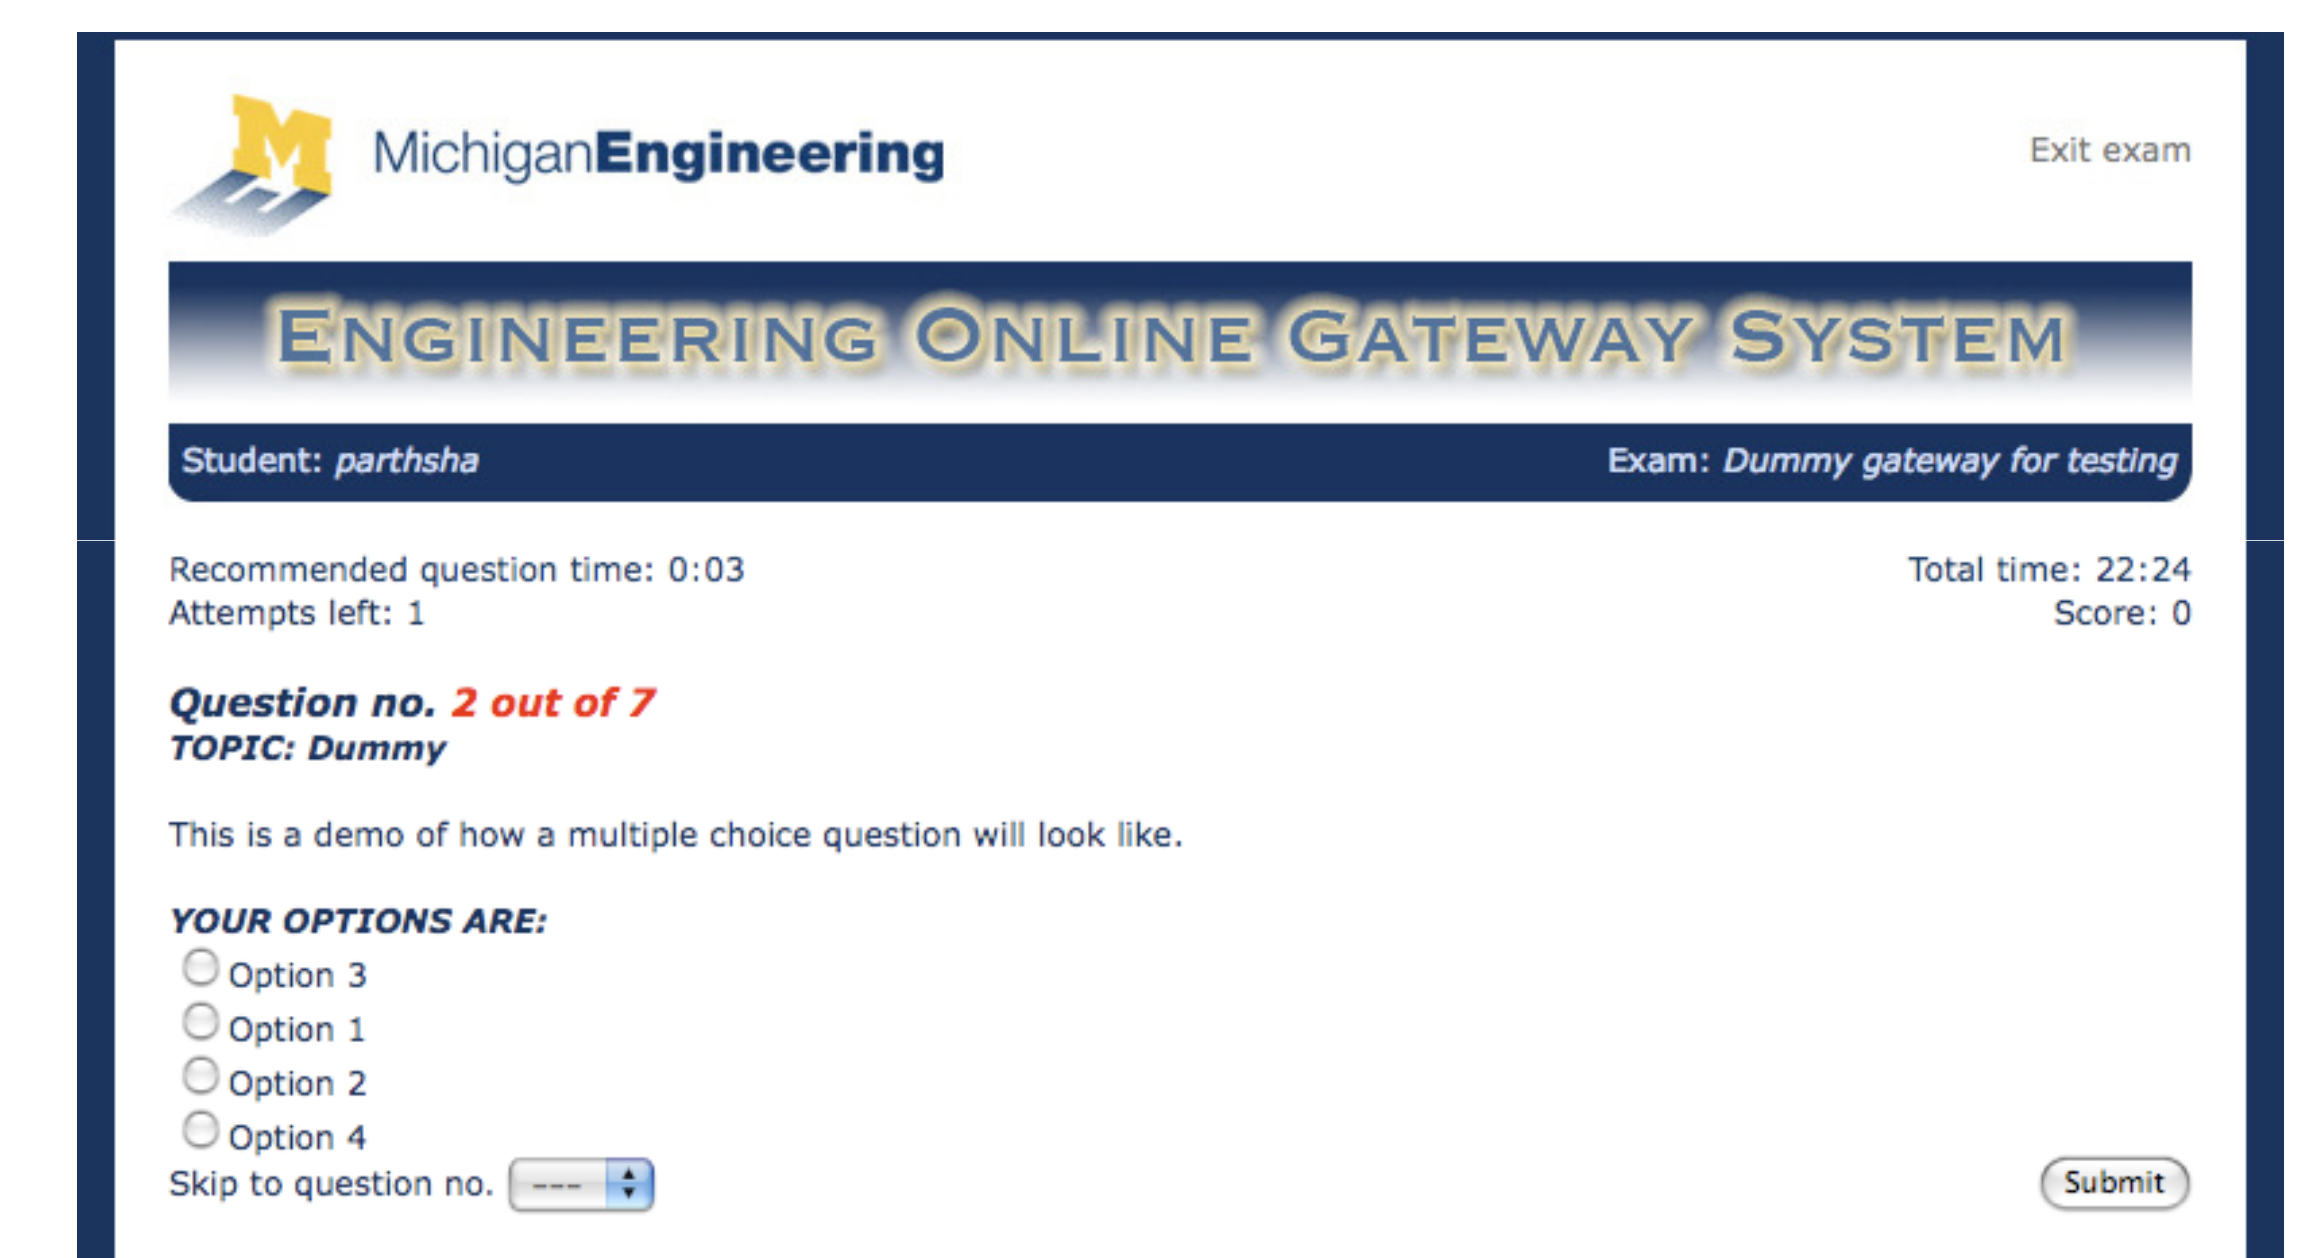 MichiganEngineering
Exit exam
ENGINEERING ONLINE GATEWAY SYSTEM
Student: parthsha
Exam: Dummy gateway for testing
Recommended question time: 0:03
Total time: 22:24
Attempts left: 1
Score: 0
Question no. 2 out of 7
TOPIC: Dummy
This is a demo of how a multiple choice question will look like.
YOUR OPTIONS ARE:
Option 3
Option 1
Option 2
Option 4
Skip to question no. ---
Submit